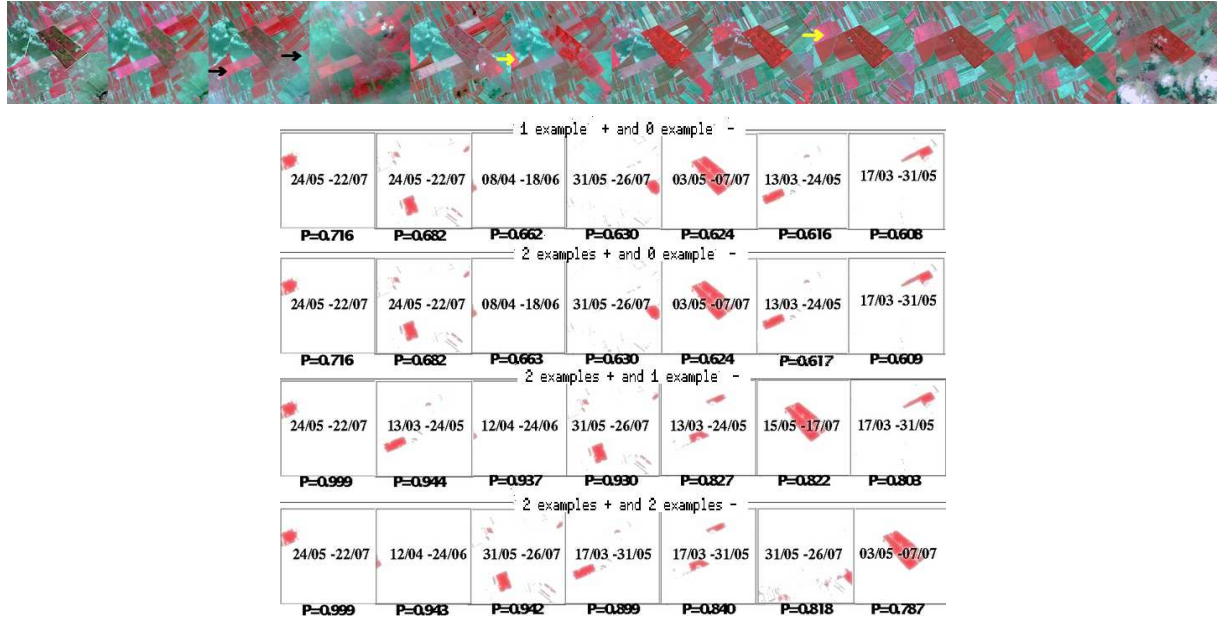 1 example + and 0 example -
24/05 -22/07 24/05 -22/07 08/04 -18/06 31/05 -26/07 03/05 -07/07 13/03 -24/05 17/03 -31/05
P=0.716 P=0.682 P=0.662 P=0.630 P=0.624 P=0.616 P=0.608
2 examples + and 0 example -
24/05 -22/07 24/05 -22/07 08/04 -18/06 31/05 -26/07 03/05 -07/07 13/03 -24/05 17/03 -31/05
P=0.716 P=0.682 P=0.663 P=0.630 P=0.624 P=0.617 P=0.609
2 examples + and 1 example -
24/05 -22/07 13/03 -24/05 12/04 -24/06 31/05 -26/07 13/03 -24/05 15/05 -17/07 17/03 -31/05
P=0.999 P=0.944 P=0.937 P=0.930 P=0.827 P=0.822 P=0.803
2 examples + and 2 examples -
24/05 -22/07 12/04 -24/06 31/05 -26/07 17/03 -31/05 17/03 -31/05 31/05 -26/07 03/05 -07/07
P=0.999 P=0.943 P=0.942 P=0.899 P=0.840 P=0.818 P=0.787